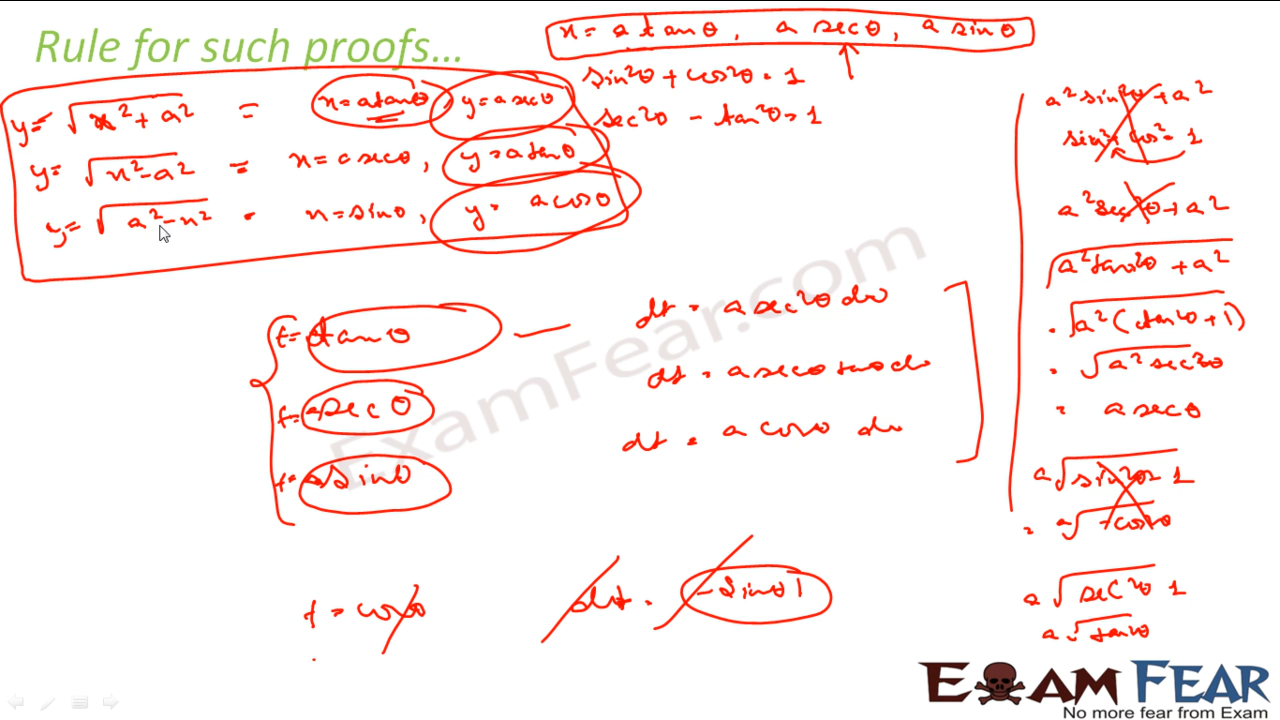 Rule for such proofs...
x = a tanθ, a secθ, a sinθ
y = √x²+a² = x=a tanθ, y=a secθ
y= √x²-a² = x=a secθ, y=a tanθ
y= √a²-x² = x=sinθ, y= a cosθ
sin²θ + cos²θ = 1
sec²θ - tan²θ = 1
t= tanθ — dt = a sec²θ dθ
t= a secθ dt = a secθ tanθ dθ
t= a sinθ dt = a cosθ dθ
t = cosθ dt = -sinθ
a² sin²θ + a²
sin² + cos² = 1
a² sec²θ + a²
√a² tan²θ + a²
= √a² (tan²θ + 1)
= √a² sec²θ
= a secθ
a √sin²θ - 1
= a √-cos²θ
a √sec²θ 1
a √tan²θ
ExamFear.com
EXAM FEAR
No more fear from Exam